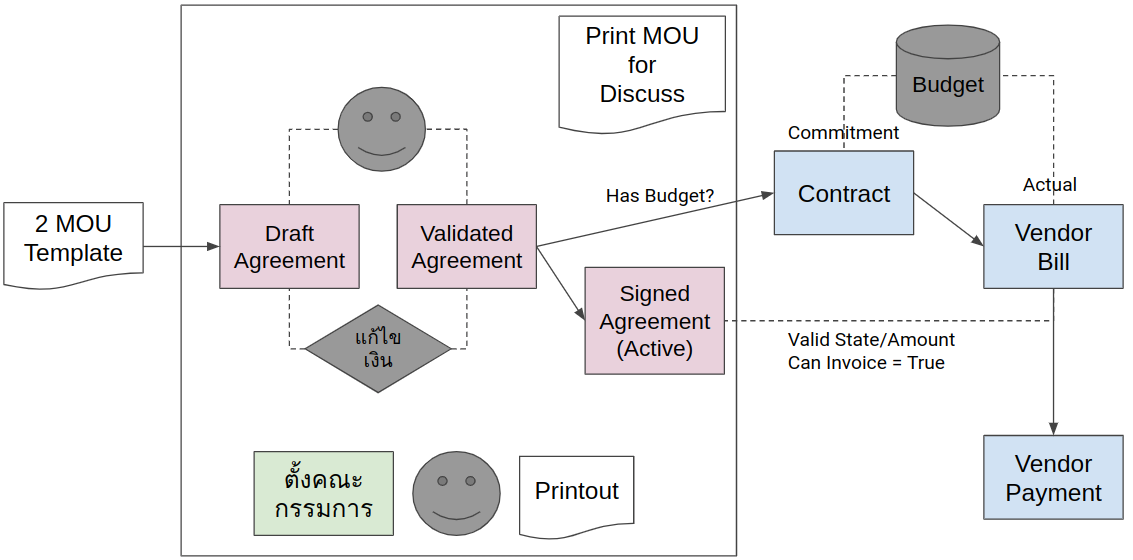 Print MOU
for
Discuss
Budget
Commitment
Has Budget?
Contract
Actual
2 MOU
Template
Draft
Agreement
Validated
Agreement
Vendor
Bill
Signed
Agreement
(Active)
แก้ไข
เงิน
Valid State/Amount
Can Invoice = True
ตั้งคณะ
กรรมการ
Printout
Vendor
Payment